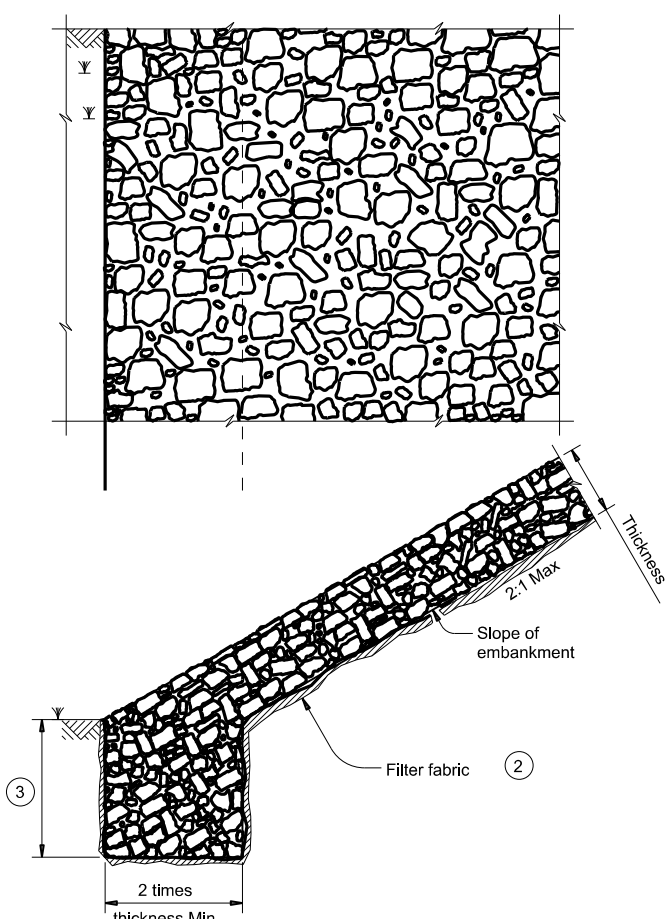 Thickness
2:1 Max
Slope of
embankment
Filter fabric
2
3
2 times
thickness Min